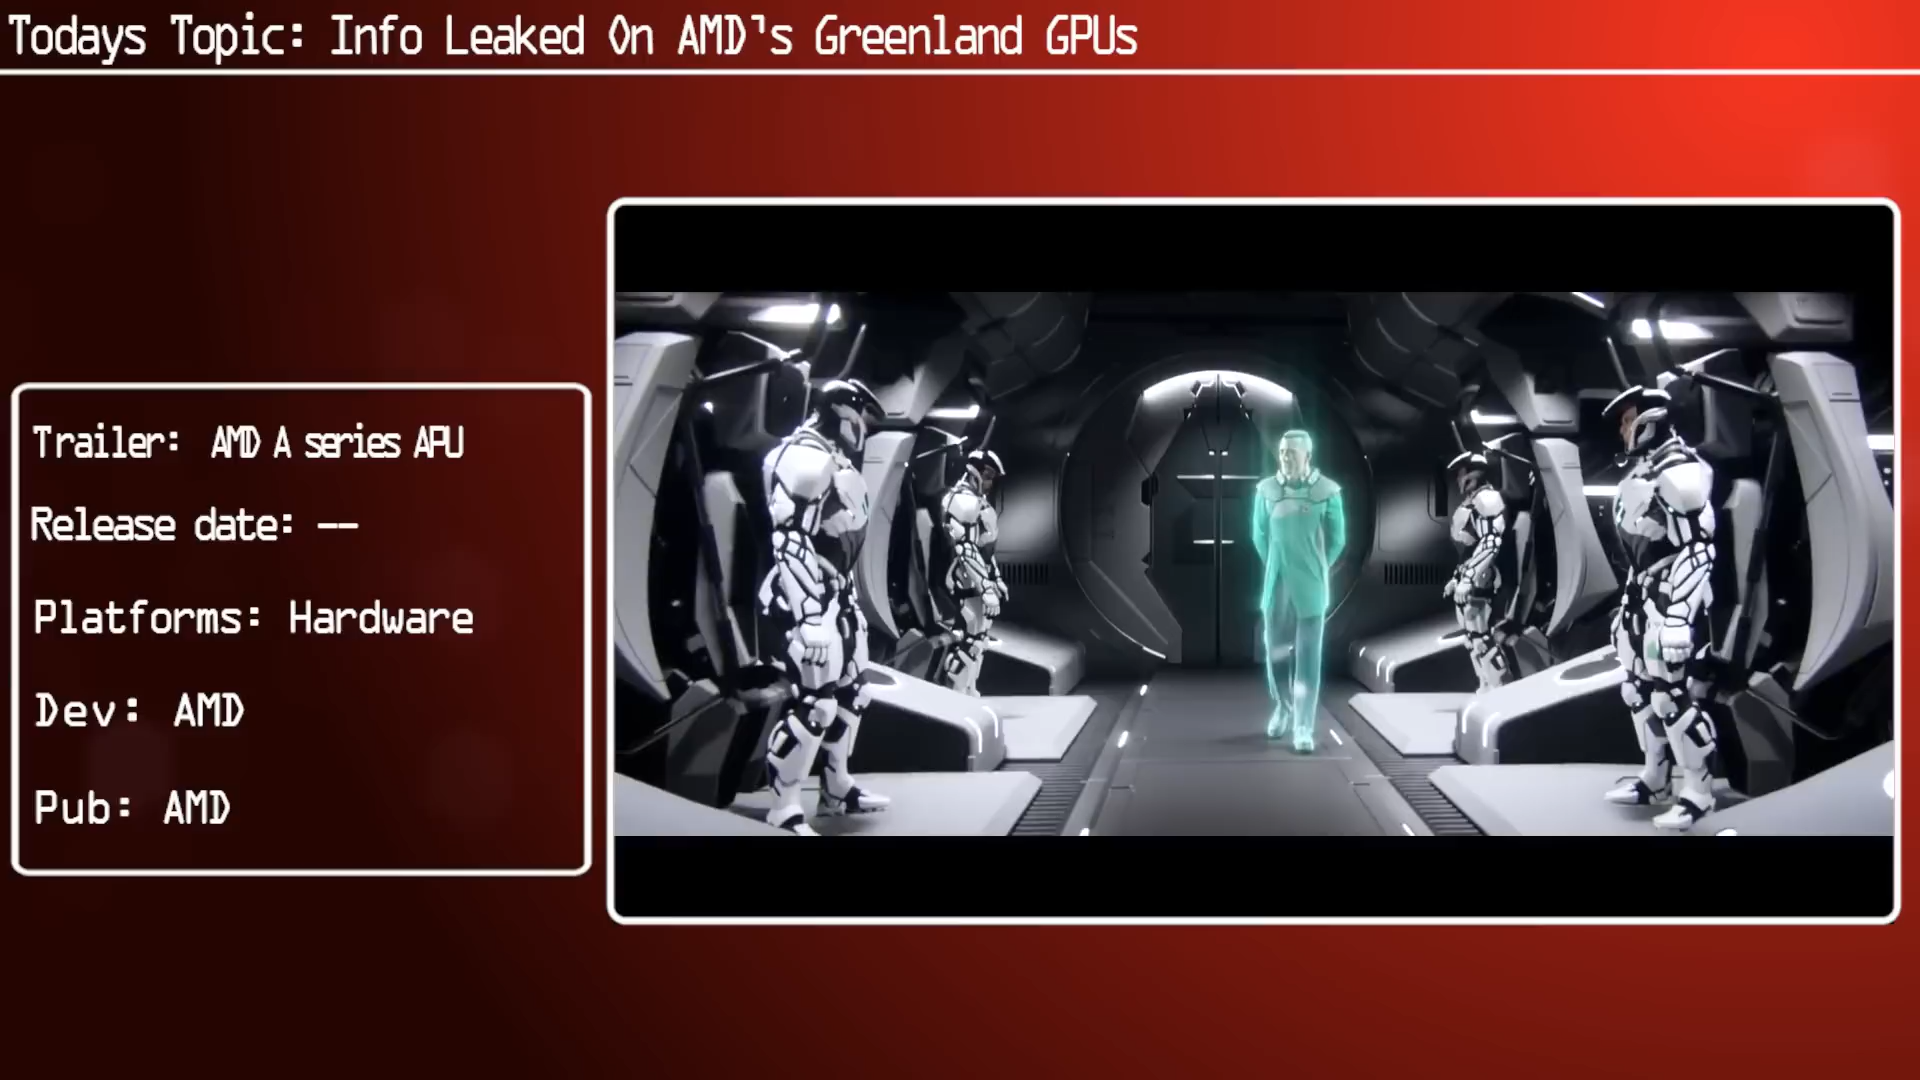 Todays Topic: Info Leaked On AMD's Greenland GPUs
Trailer: AMD A series APU
Release date: --
Platforms: Hardware
Dev: AMD
Pub: AMD